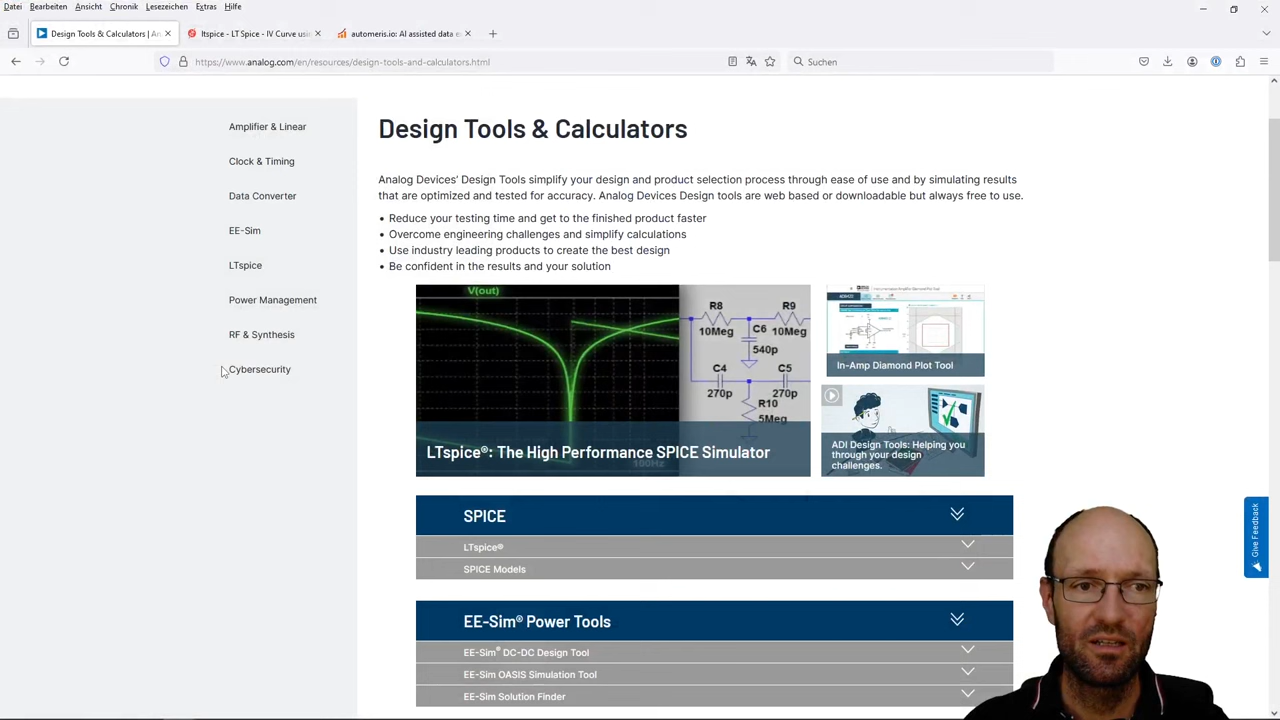 Datei Bearbeiten Ansicht Chronik Lesezeichen Extras Hilfe
Design Tools & Calculators | An
ltspice - LT Spice - IV Curve usin
automeris.io: AI assisted data e
https://www.analog.com/en/resources/design-tools-and-calculators.html
Suchen
Amplifier & Linear
Clock & Timing
Data Converter
EE-Sim
LTspice
Power Management
RF & Synthesis
Cybersecurity
Design Tools & Calculators
Analog Devices' Design Tools simplify your design and product selection process through ease of use and by simulating results
that are optimized and tested for accuracy. Analog Devices Design tools are web based or downloadable but always free to use.
• Reduce your testing time and get to the finished product faster
• Overcome engineering challenges and simplify calculations
• Use industry leading products to create the best design
• Be confident in the results and your solution
V(out)
R8
R9
10Meg
10Meg
C6
540p
C4
C5
270p
270p
R10
5Meg
100Hz
LTspice®: The High Performance SPICE Simulator
In-Amp Diamond Plot Tool
ADI Design Tools: Helping you
through your design
challenges.
SPICE
LTspice®
SPICE Models
EE-Sim® Power Tools
EE-Sim® DC-DC Design Tool
EE-Sim OASIS Simulation Tool
EE-Sim Solution Finder
Give Feedback